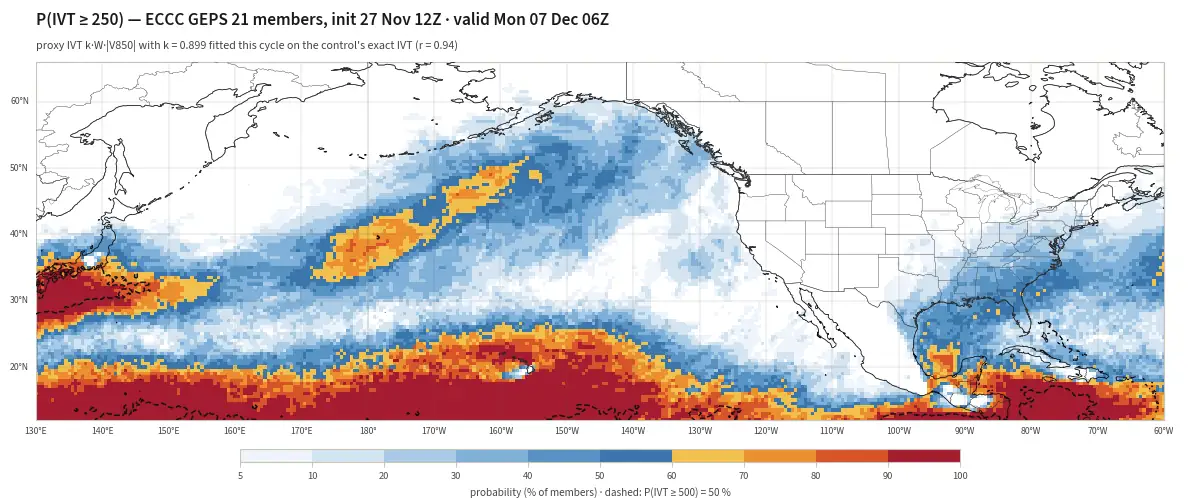 P(IVT ≥ 250) — ECCC GEPS 21 members, init 27 Nov 12Z · valid Mon 07 Dec 06Z
proxy IVT k·W·|V850| with k = 0.899 fitted this cycle on the control's exact IVT (r = 0.94)
60°N
50°N
40°N
30°N
20°N
130°E 140°E 150°E 160°E 170°E 180° 170°W 160°W 150°W 140°W 130°W 120°W 110°W 100°W 90°W 80°W 70°W 60°W
5 10 20 30 40 50 60 70 80 90 100
probability (% of members) · dashed: P(IVT ≥ 500) = 50 %